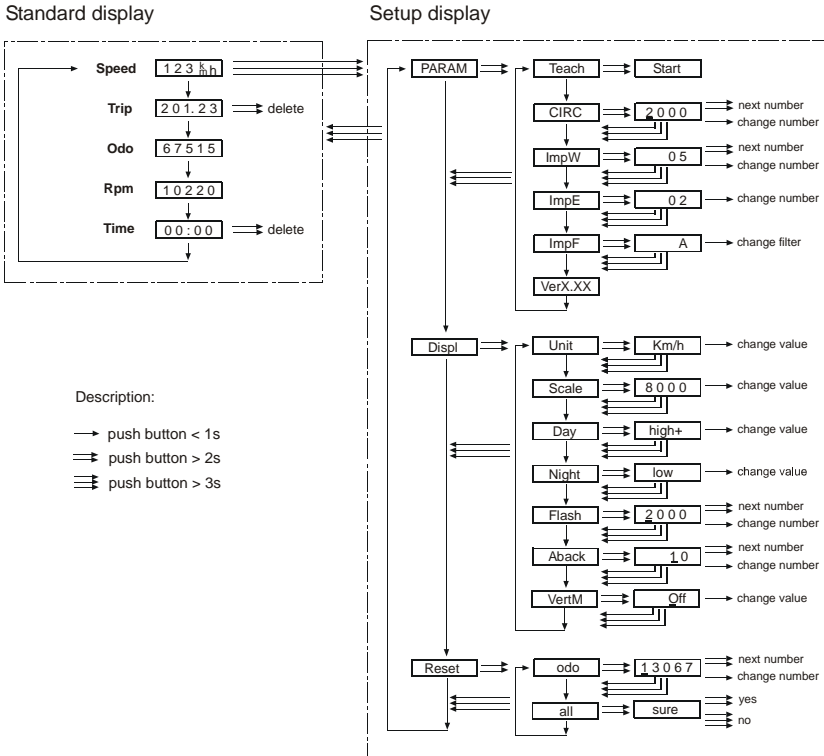 Standard display
Setup display
Speed 123 km/h
Trip 201.23 delete
Odo 67515
Rpm 10220
Time 00:00 delete
Description:
push button < 1s
push button > 2s
push button > 3s
PARAM
Teach Start
CIRC 2000 next number
change number
ImpW 05 next number
change number
ImpE 02 change number
ImpF A change filter
VerX.XX
Displ
Unit Km/h change value
Scale 8000 change value
Day high+ change value
Night low change value
Flash 2000 next number
change number
Aback 10 next number
change number
VertM Off change value
Reset
odo 13067 next number
change number
all sure yes
no